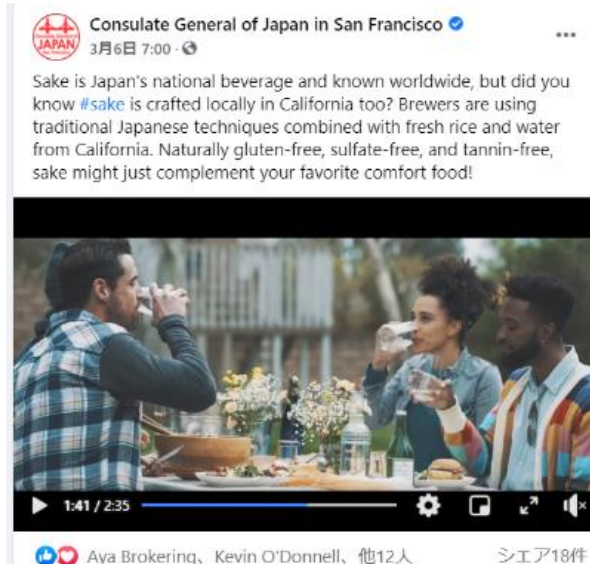 Consulate General of Japan in San Francisco
3月6日 7:00
Sake is Japan's national beverage and known worldwide, but did you
know #sake is crafted locally in California too? Brewers are using
traditional Japanese techniques combined with fresh rice and water
from California. Naturally gluten-free, sulfate-free, and tannin-free,
sake might just complement your favorite comfort food!
1:41 / 2:35
Aya Brokering、Kevin O'Donnell、他12人 シェア18件